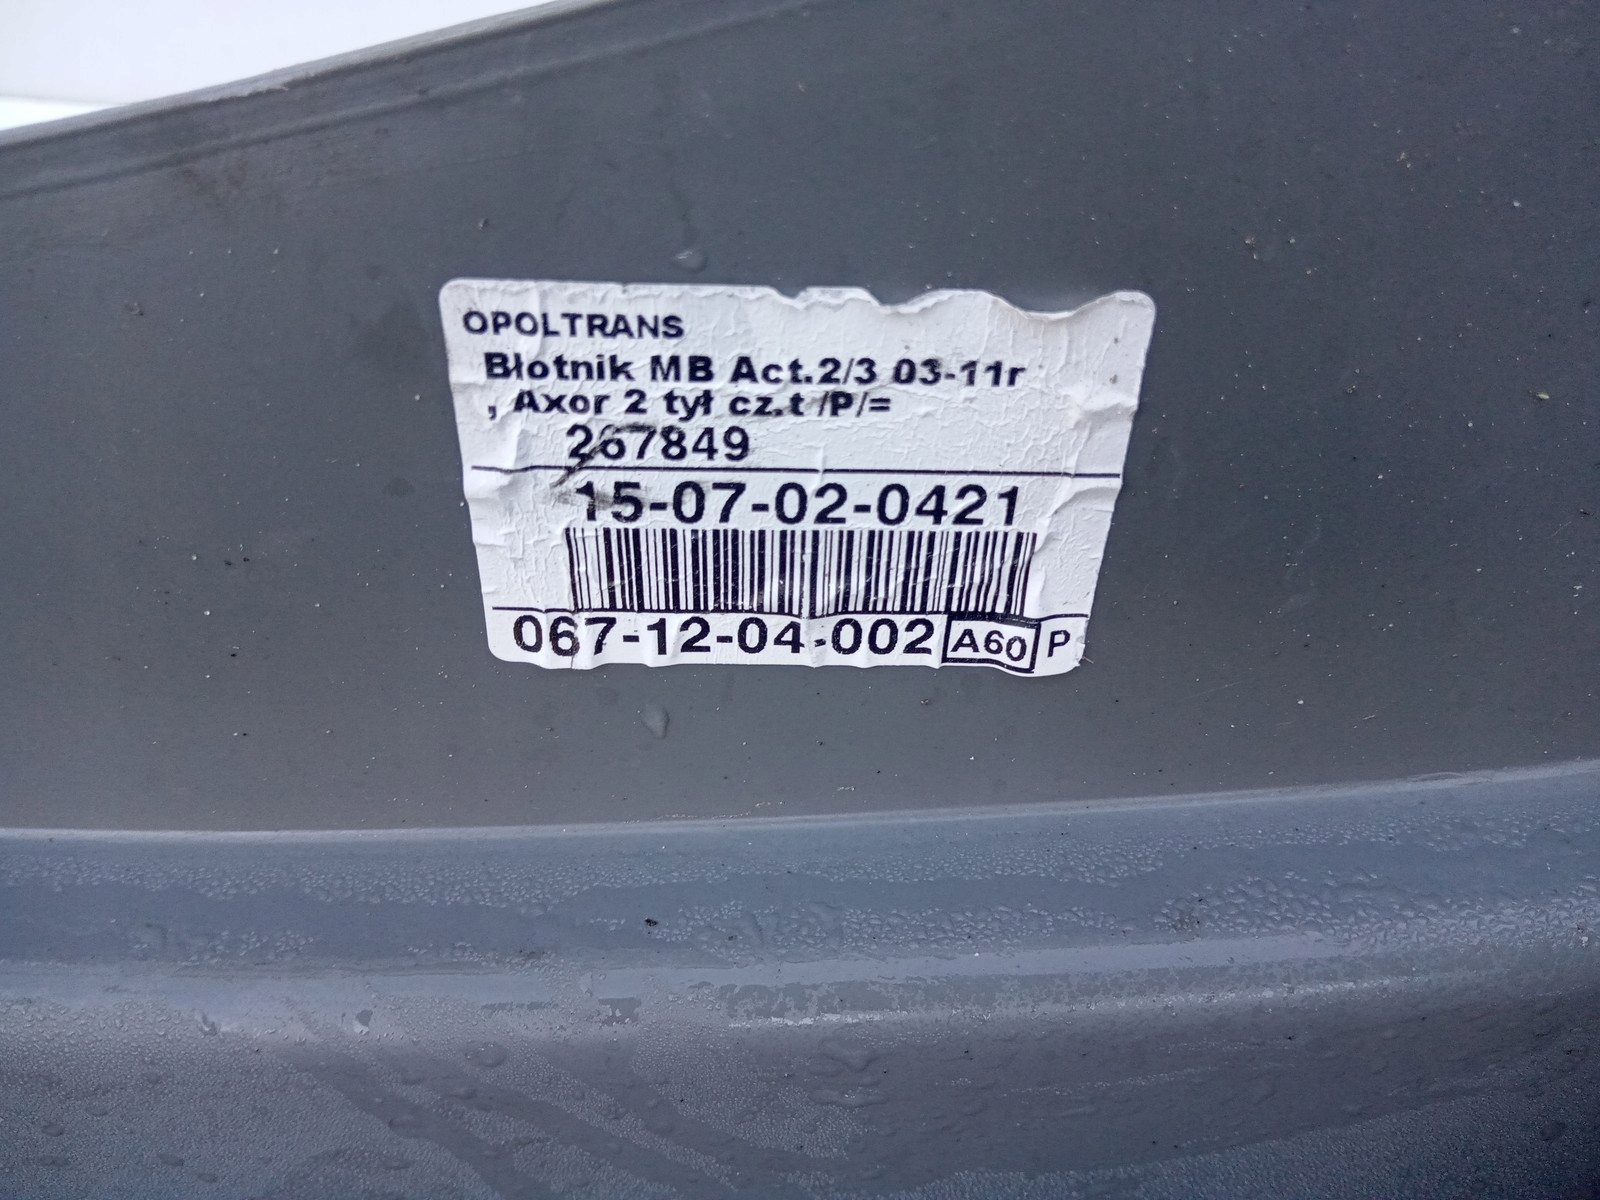 OPOLTRANS
Błotnik MB Act.2/3 03-11r
, Axor 2 tył cz.t /P/=
267849
15-07-02-0421
067-12-04-002 A60 P